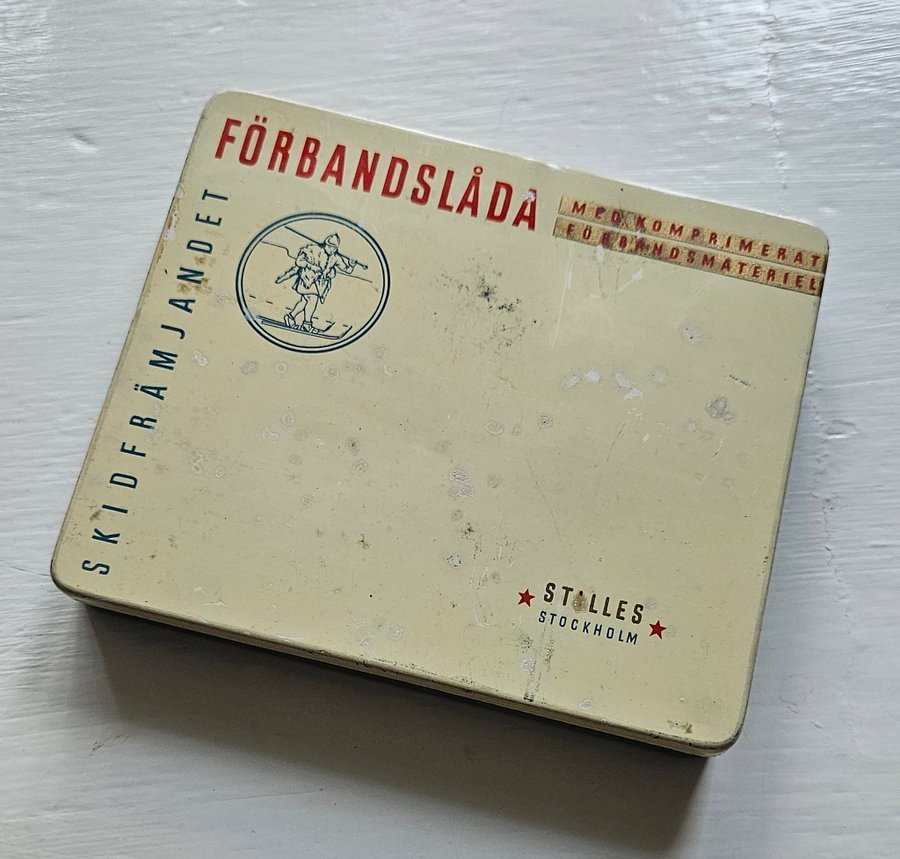 FÖRBANDSLÅDA
MED KOMPRIMERAT
FÖRBANDSMATERIEL
SKIDFRÄMJANDET
STILLES
STOCKHOLM